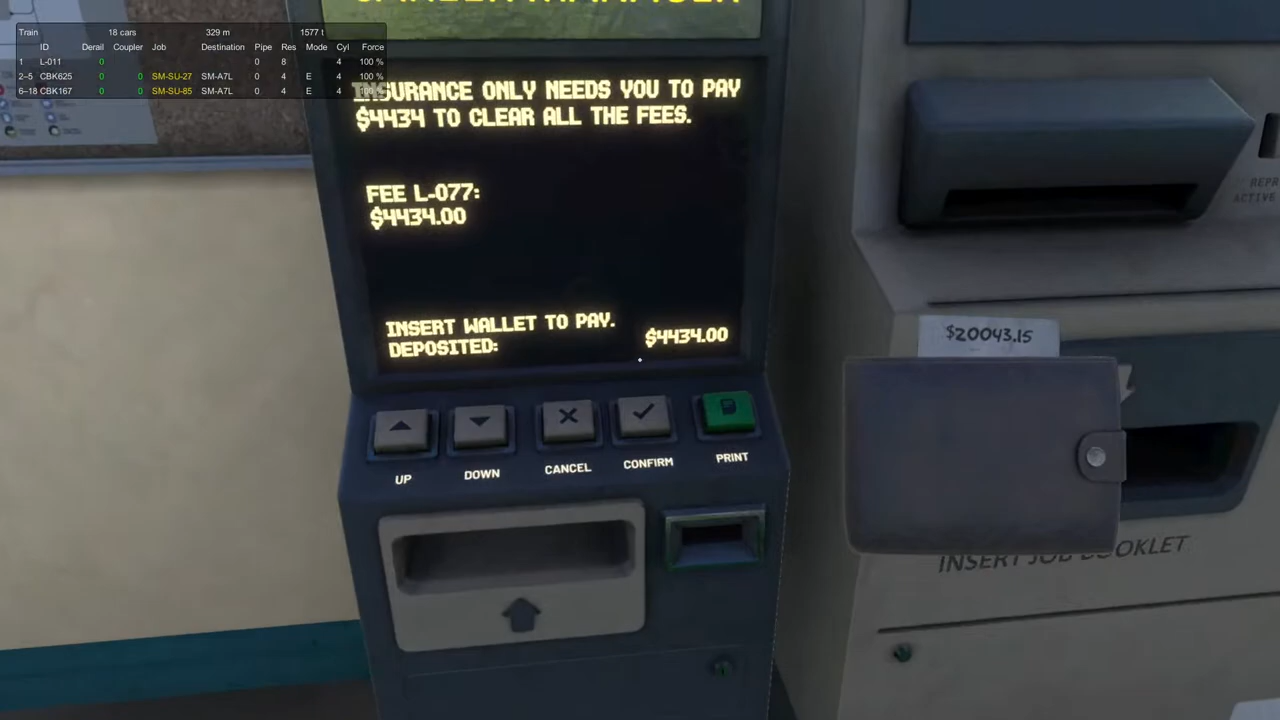 Train 18 cars 329 m 1577 t
ID Derail Coupler Job Destination Pipe Res Mode Cyl Force
1 L-011 0 0 8 4 100 %
2–5 CBK625 0 0 SM-SU-27 SM-A7L 0 4 E 4 100 %
6–18 CBK167 0 0 SM-SU-85 SM-A7L 0 4 E 4 100 %
INSURANCE ONLY NEEDS YOU TO PAY
$4434 TO CLEAR ALL THE FEES.
FEE L-077:
$4434.00
INSERT WALLET TO PAY.
DEPOSITED: $4434.00
UP DOWN CANCEL CONFIRM PRINT
$20043.15
INSERT JOB BOOKLET